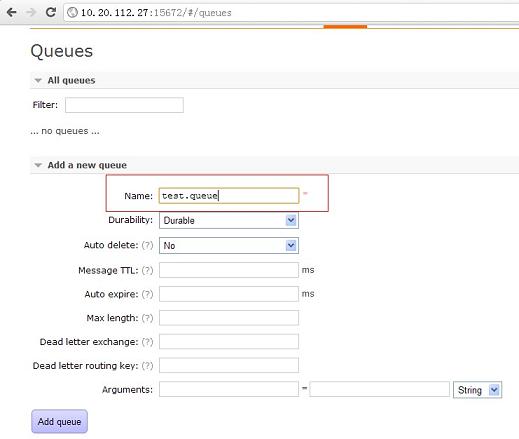 10.20.112.27:15672/#/queues
Queues
All queues
Filter:
... no queues ...
Add a new queue
Name: test.queue *
Durability: Durable
Auto delete: (?) No
Message TTL: (?) ms
Auto expire: (?) ms
Max length: (?)
Dead letter exchange: (?)
Dead letter routing key: (?)
Arguments: = String
Add queue